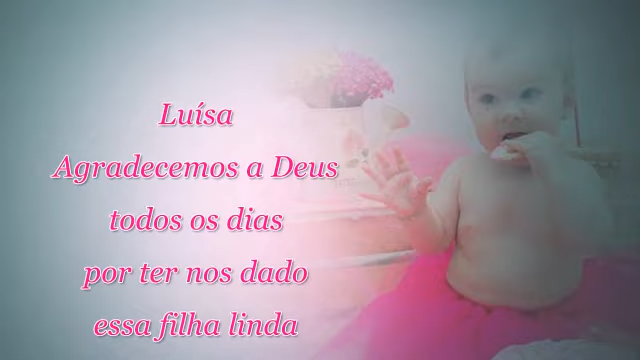 Luísa
Agradecemos a Deus
todos os dias
por ter nos dado
essa filha linda